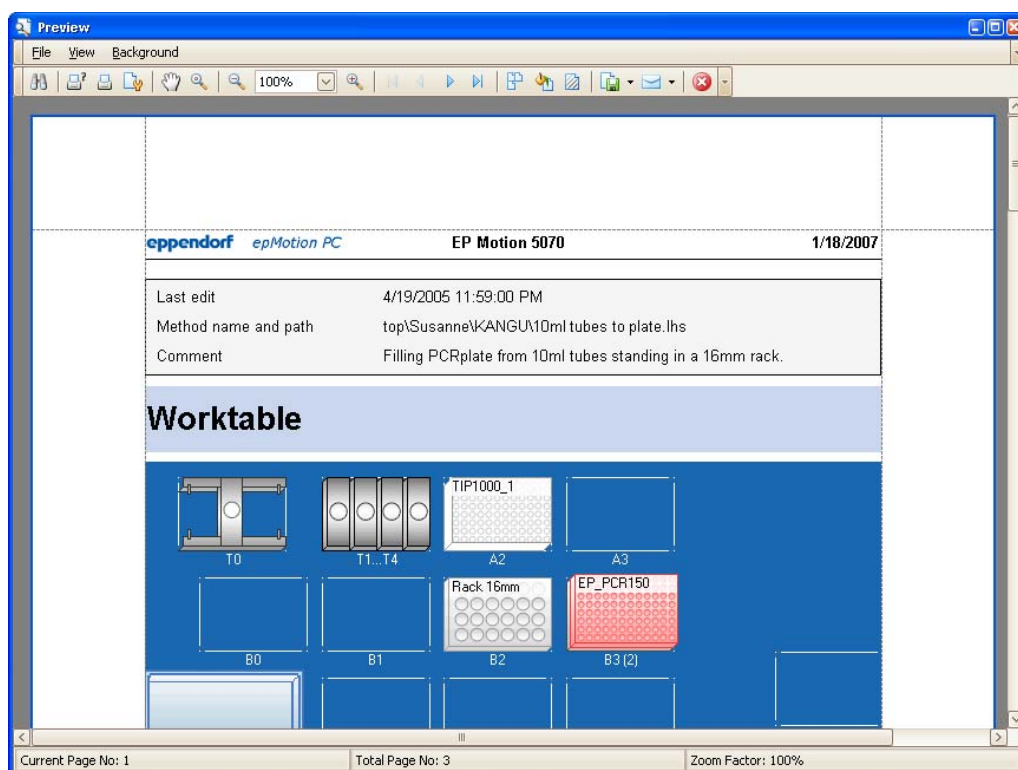 Preview
File View Background
100%
eppendorf epMotion PC EP Motion 5070 1/18/2007
Last edit 4/19/2005 11:59:00 PM
Method name and path top\Susanne\KANGU\10ml tubes to plate.lhs
Comment Filling PCRplate from 10ml tubes standing in a 16mm rack.
Worktable
TIP1000_1
T0 T1...T4 A2 A3
Rack 16mm EP_PCR150
B0 B1 B2 B3 (2)
Current Page No: 1 Total Page No: 3 Zoom Factor: 100%